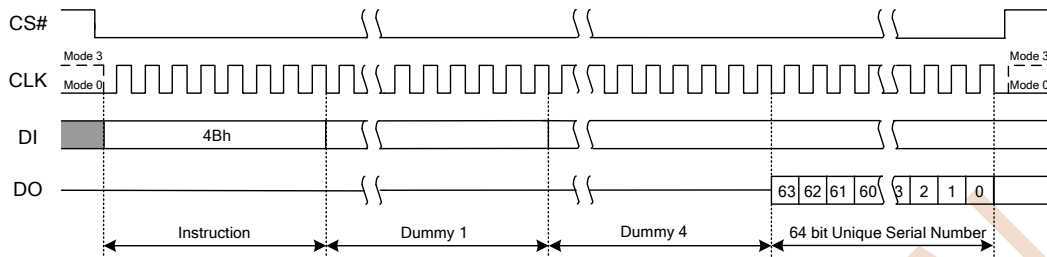 CS#
Mode 3
Mode 3
CLK
Mode 0
Mode 0
DI
4Bh
DO
63 62 61 60 3 2 1 0
Instruction
Dummy 1
Dummy 4
64 bit Unique Serial Number